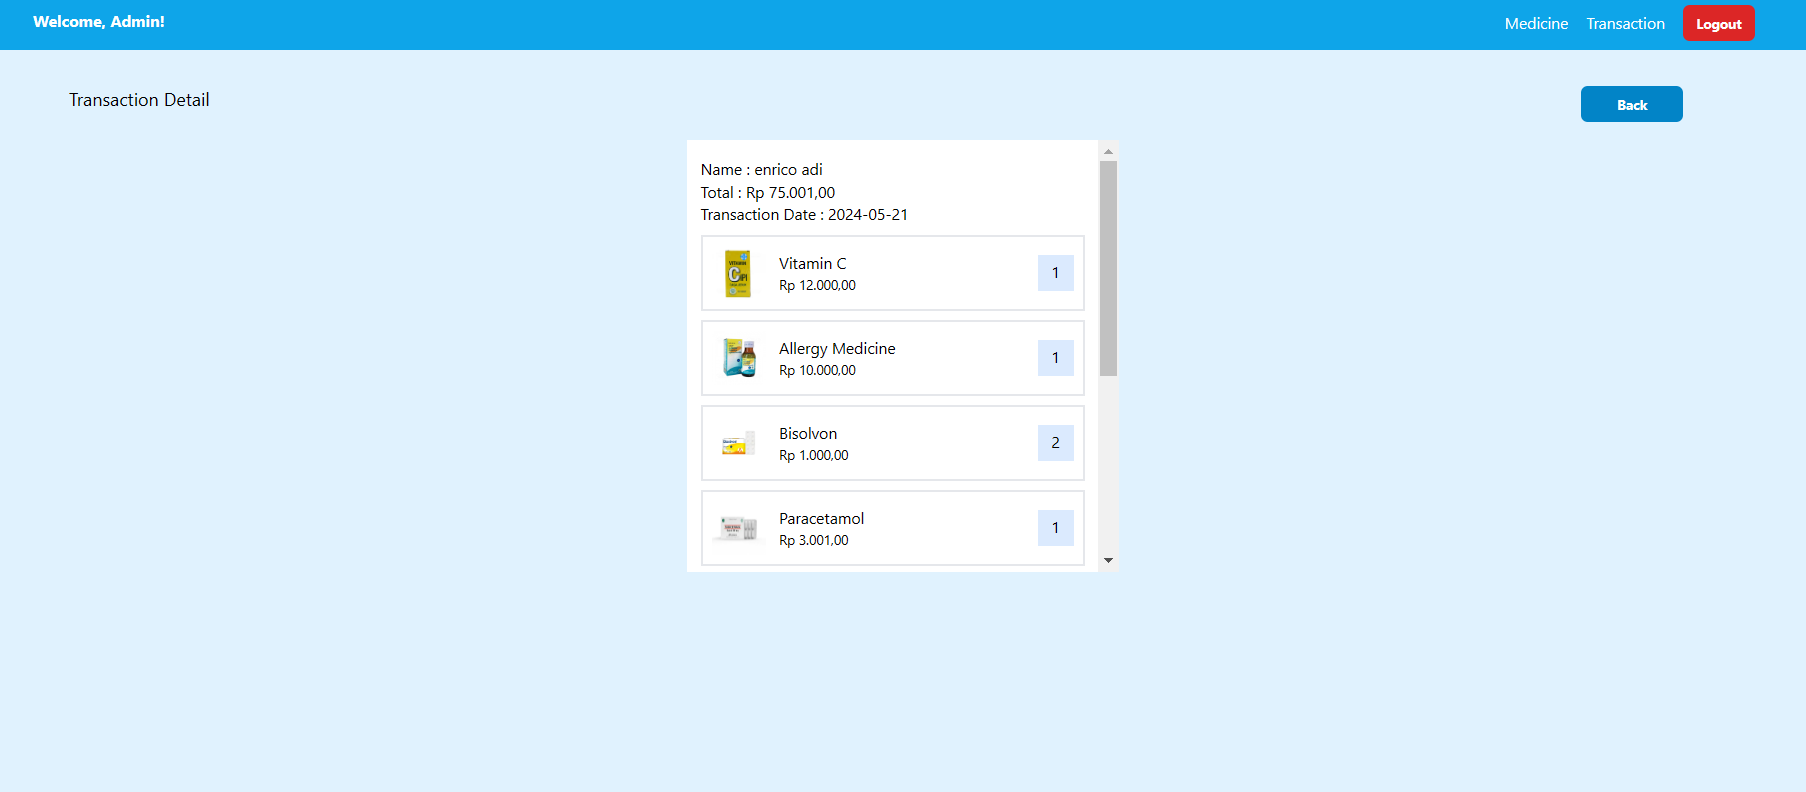 Welcome, Admin!
Medicine
Transaction
Logout
Transaction Detail
Back
Name : enrico adi
Total : Rp 75.001,00
Transaction Date : 2024-05-21
Vitamin C
Rp 12.000,00
1
Allergy Medicine
Rp 10.000,00
1
Bisolvon
Rp 1.000,00
2
Paracetamol
Rp 3.001,00
1